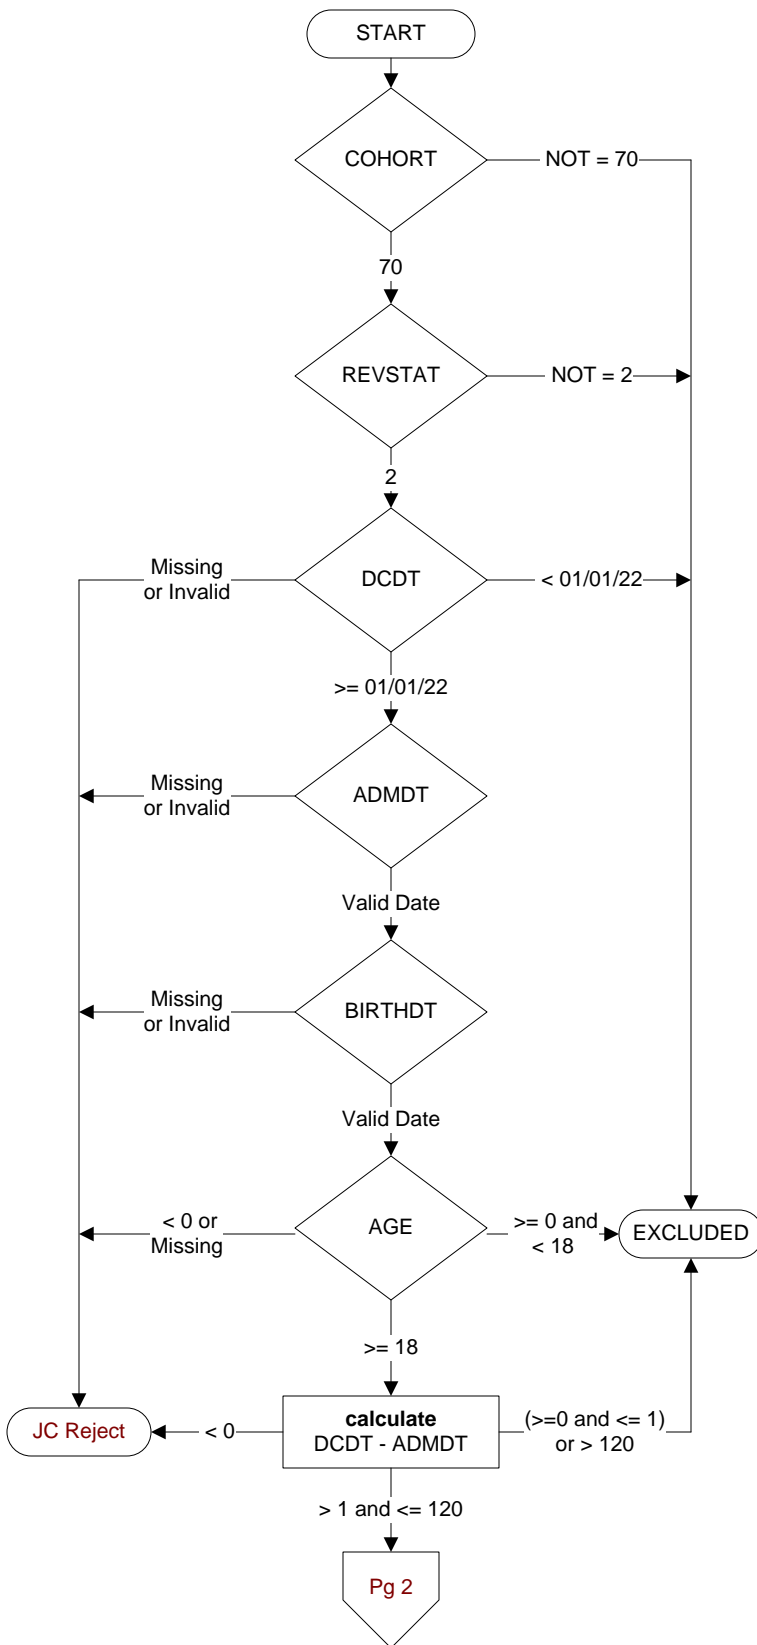 START
COHORT
NOT = 70
70
REVSTAT
NOT = 2
2
Missing
or Invalid
DCDT
< 01/01/22
>= 01/01/22
Missing
or Invalid
ADMDT
Valid Date
Missing
or Invalid
BIRTHDT
Valid Date
< 0 or
Missing
AGE
>= 0 and
< 18
EXCLUDED
>= 18
JC Reject
< 0
calculate
DCDT - ADMDT
(>=0 and <= 1)
or > 120
> 1 and <= 120
Pg 2